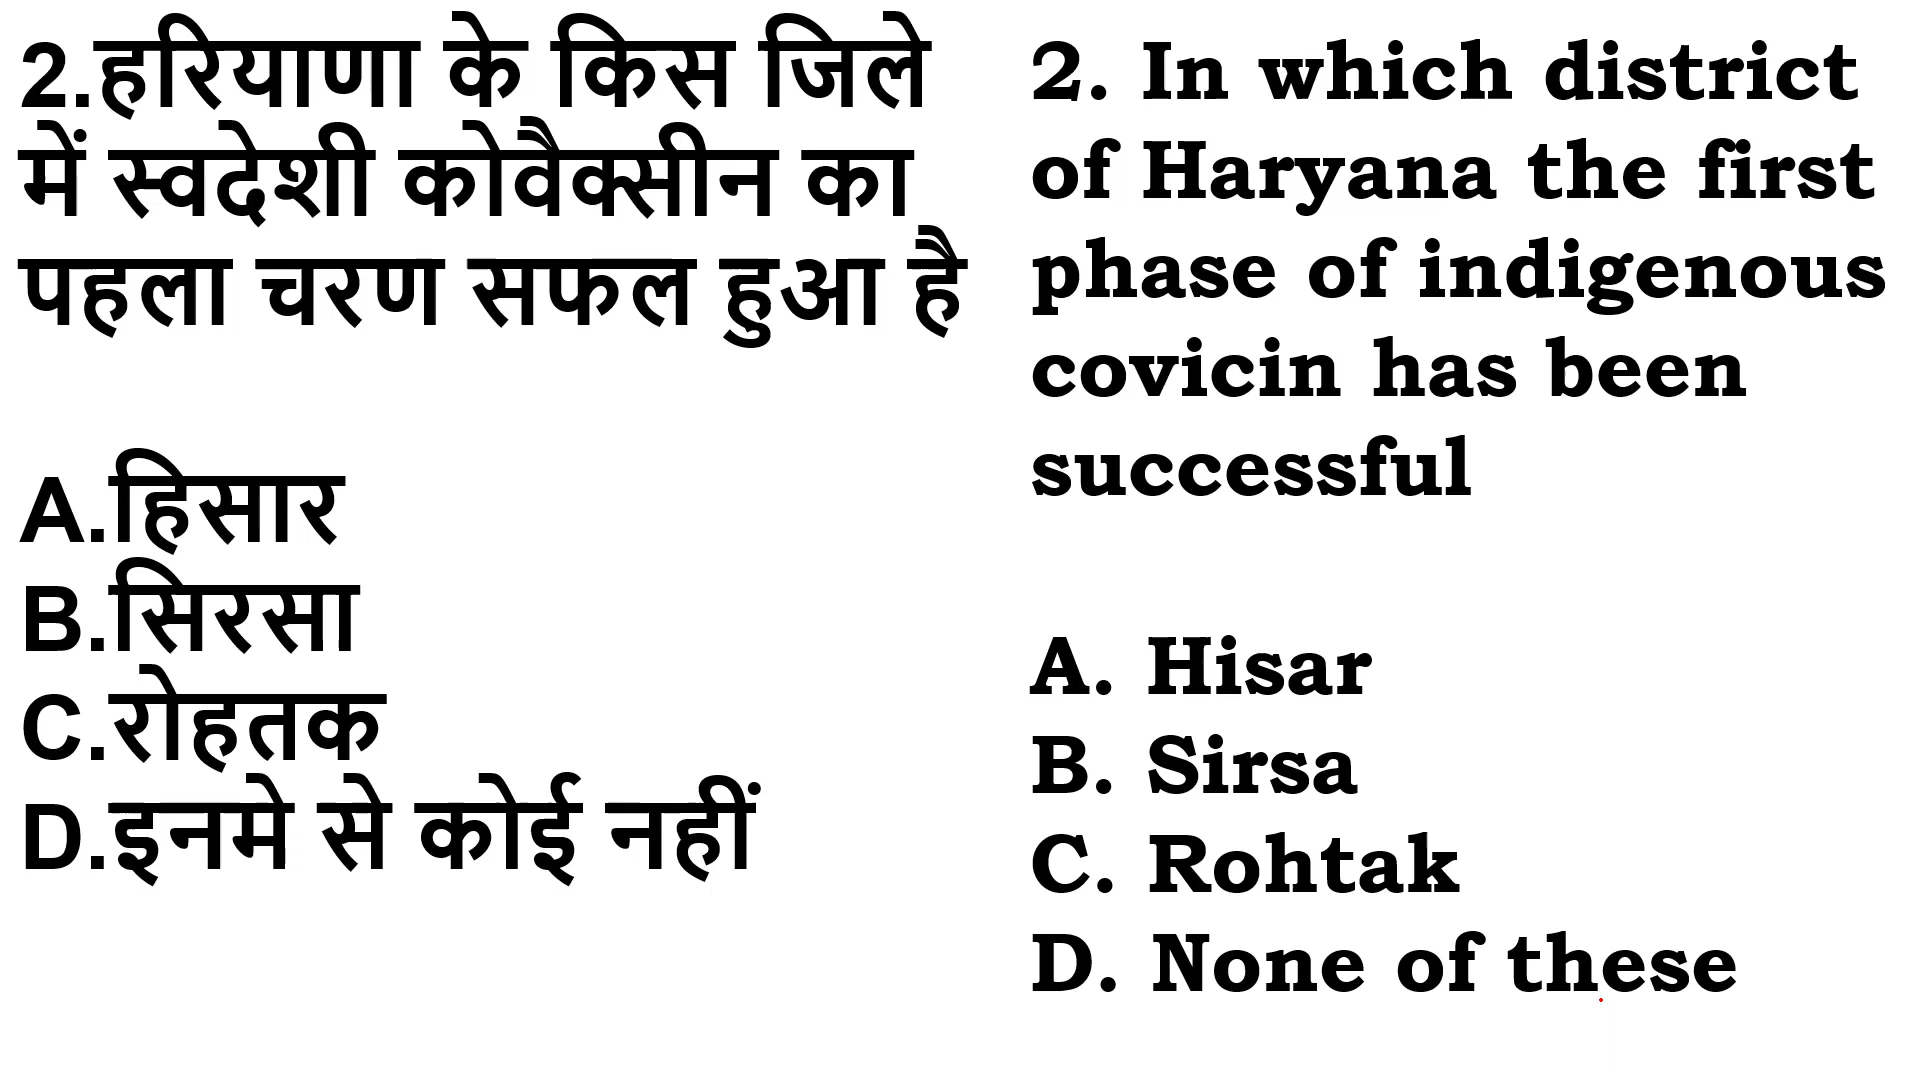 2.हरियाणा के किस जिले
में स्वदेशी कोवैक्सीन का
पहला चरण सफल हुआ है
A.हिसार
B.सिरसा
C.रोहतक
D.इनमे से कोई नहीं
2. In which district
of Haryana the first
phase of indigenous
covicin has been
successful
A. Hisar
B. Sirsa
C. Rohtak
D. None of these